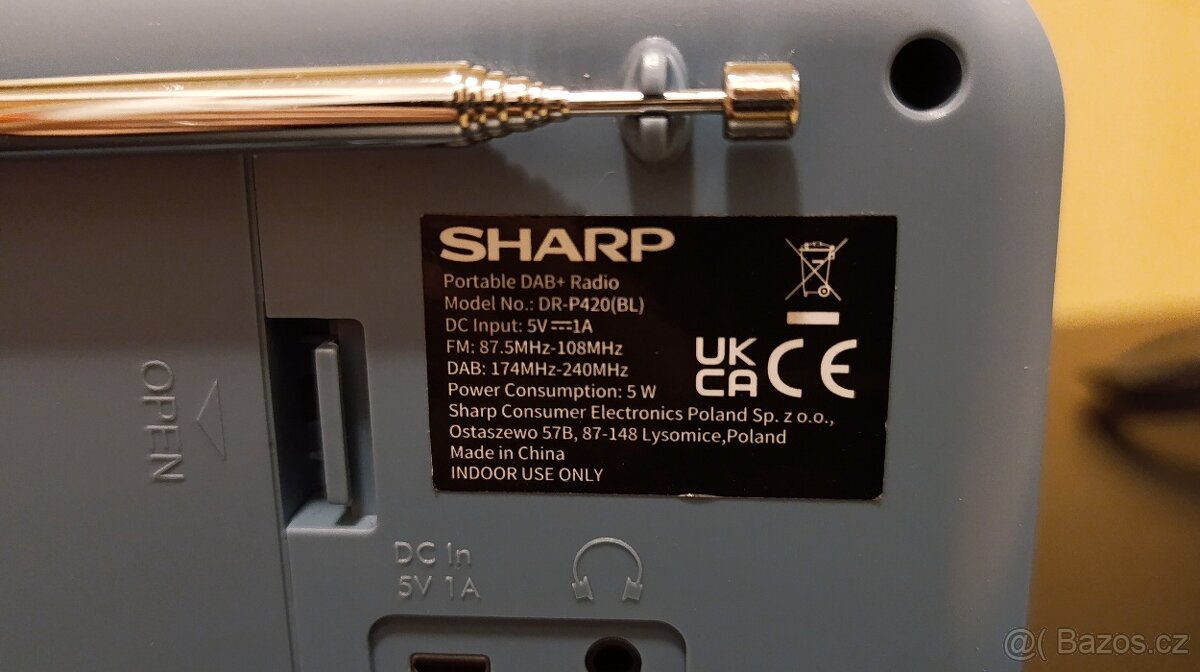 SHARP
Portable DAB+ Radio
Model No.: DR-P420(BL)
DC Input: 5V⎓1A
FM: 87.5MHz-108MHz
DAB: 174MHz-240MHz
Power Consumption: 5 W
Sharp Consumer Electronics Poland Sp. z o.o.,
Ostaszewo 57B, 87-148 Lysomice,Poland
Made in China
INDOOR USE ONLY
UK
CA
CE
OPEN
DC In
5V 1A
@( Bazos.cz